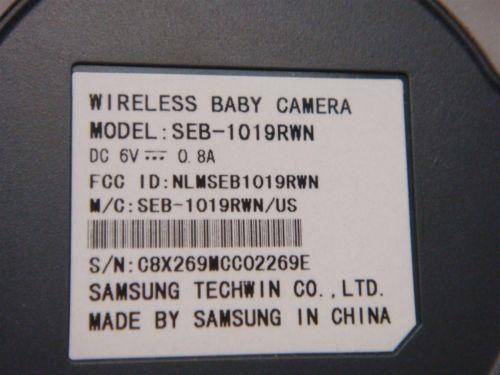 WIRELESS BABY CAMERA
MODEL: SEB-1019RWN
DC 6V ⎓ 0.8A
FCC ID: NLMSEB1019RWN
M/C: SEB-1019RWN/US
S/N: C8X269MCC02269E
SAMSUNG TECHWIN CO., LTD.
MADE BY SAMSUNG IN CHINA